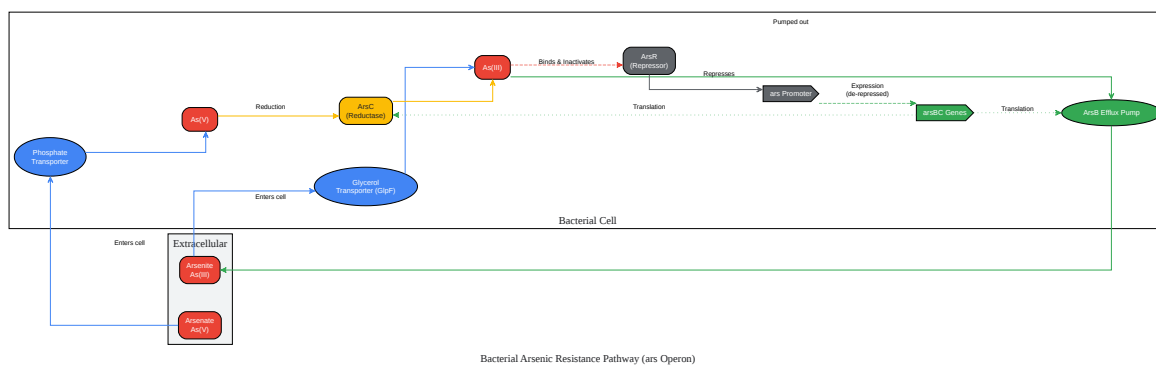 Pumped out
ArsR
(Repressor)
As(III)
Binds & Inactivates
Represses
Expression
(de-repressed)
ars Promoter
Reduction
ArsC
(Reductase)
Translation
arsBC Genes
Translation
ArsB Efflux Pump
As(V)
Phosphate
Transporter
Glycerol
Transporter (GlpF)
Enters cell
Bacterial Cell
Enters cell
Extracellular
Arsenite
As(III)
Arsenate
As(V)
Bacterial Arsenic Resistance Pathway (ars Operon)